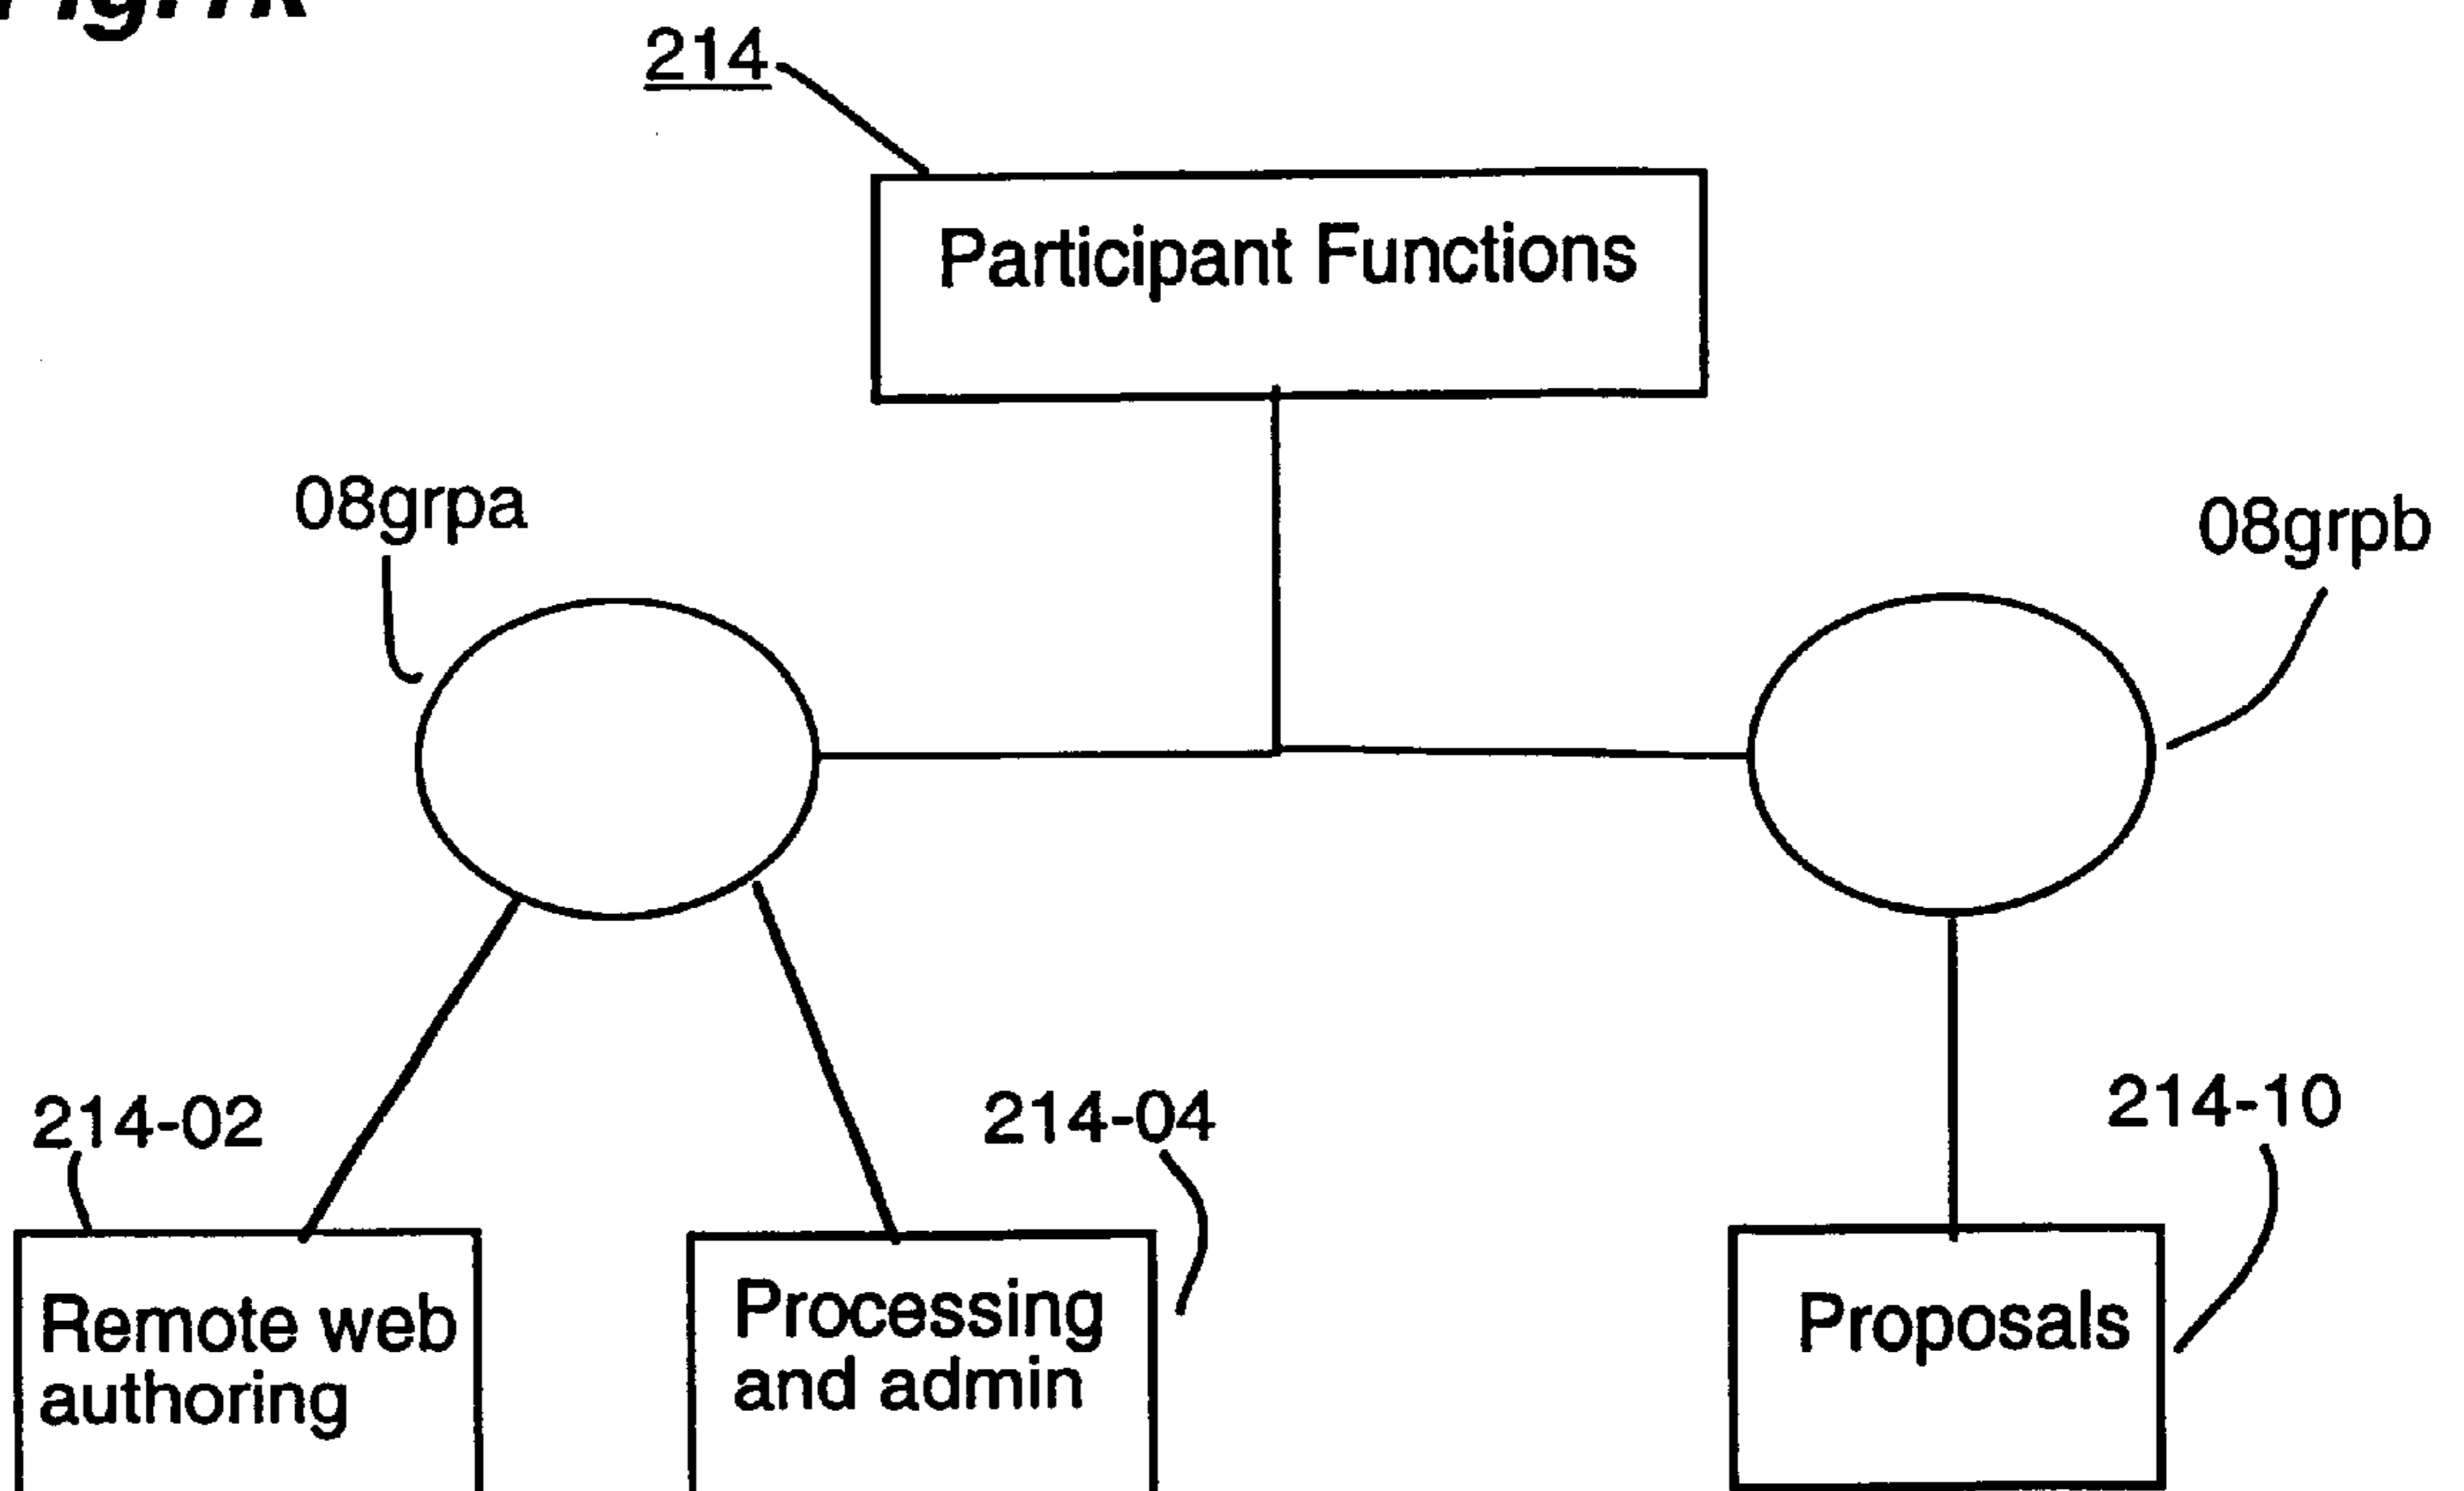 214
Participant Functions
08grpa
08grpb
214-02
214-04
214-10
Remote web
authoring
Processing
and admin
Proposals